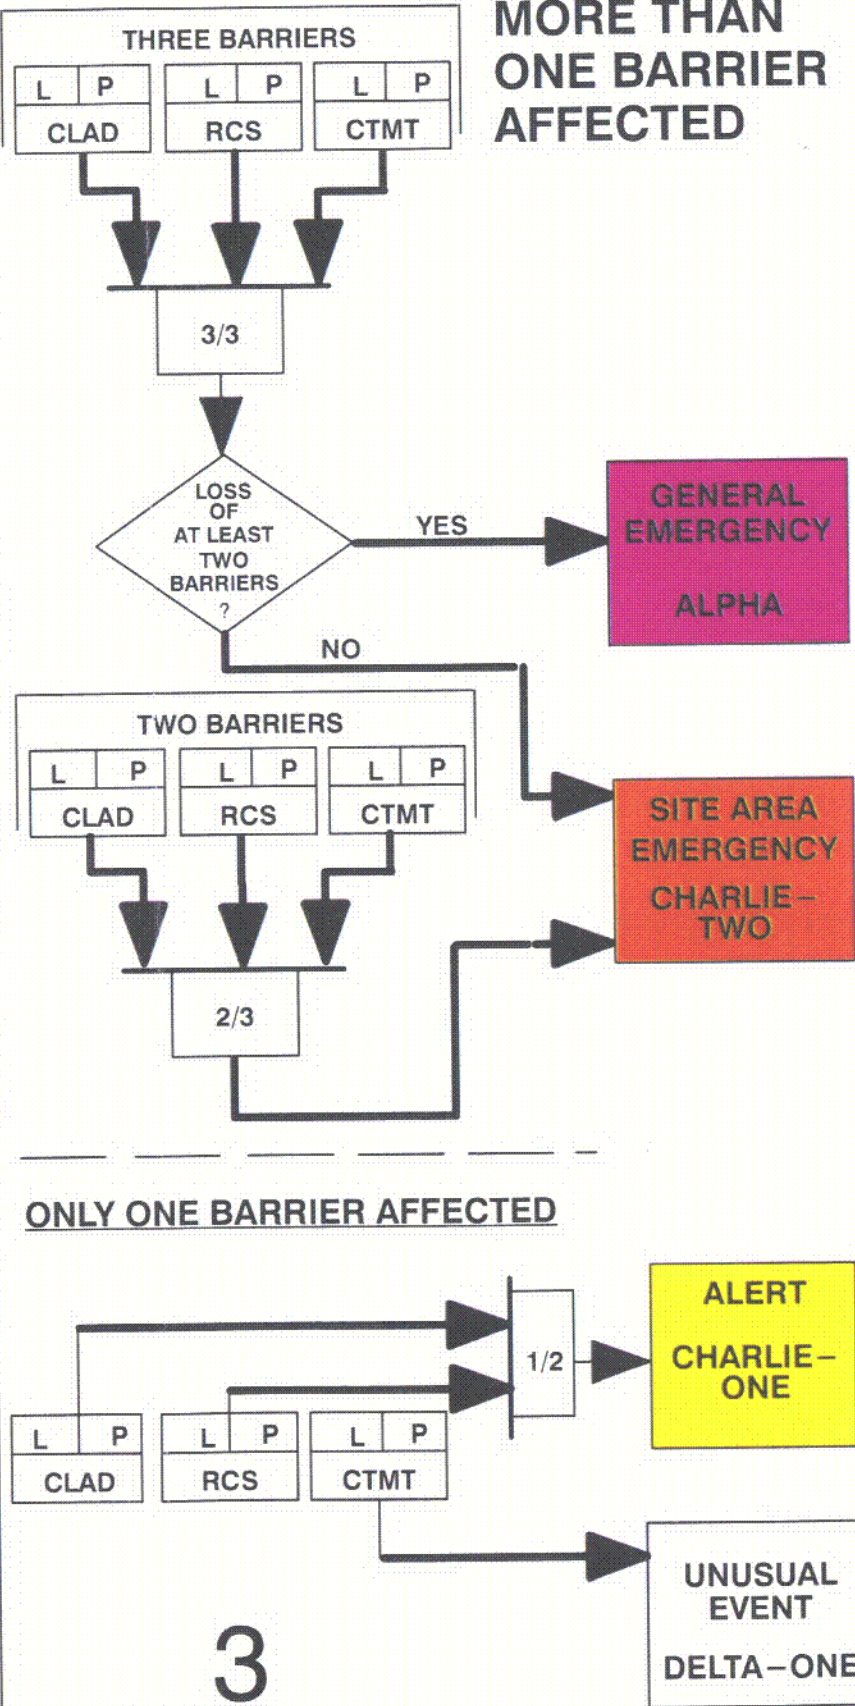 MORE THAN
ONE BARRIER
AFFECTED
THREE BARRIERS
L P L P L P
CLAD RCS CTMT
3/3
LOSS
OF
AT LEAST
TWO
BARRIERS
?
YES
GENERAL
EMERGENCY
ALPHA
NO
TWO BARRIERS
L P L P L P
CLAD RCS CTMT
SITE AREA
EMERGENCY
CHARLIE–
TWO
2/3
ONLY ONE BARRIER AFFECTED
ALERT
CHARLIE–
ONE
1/2
L P L P L P
CLAD RCS CTMT
UNUSUAL
EVENT
DELTA–ONE
3